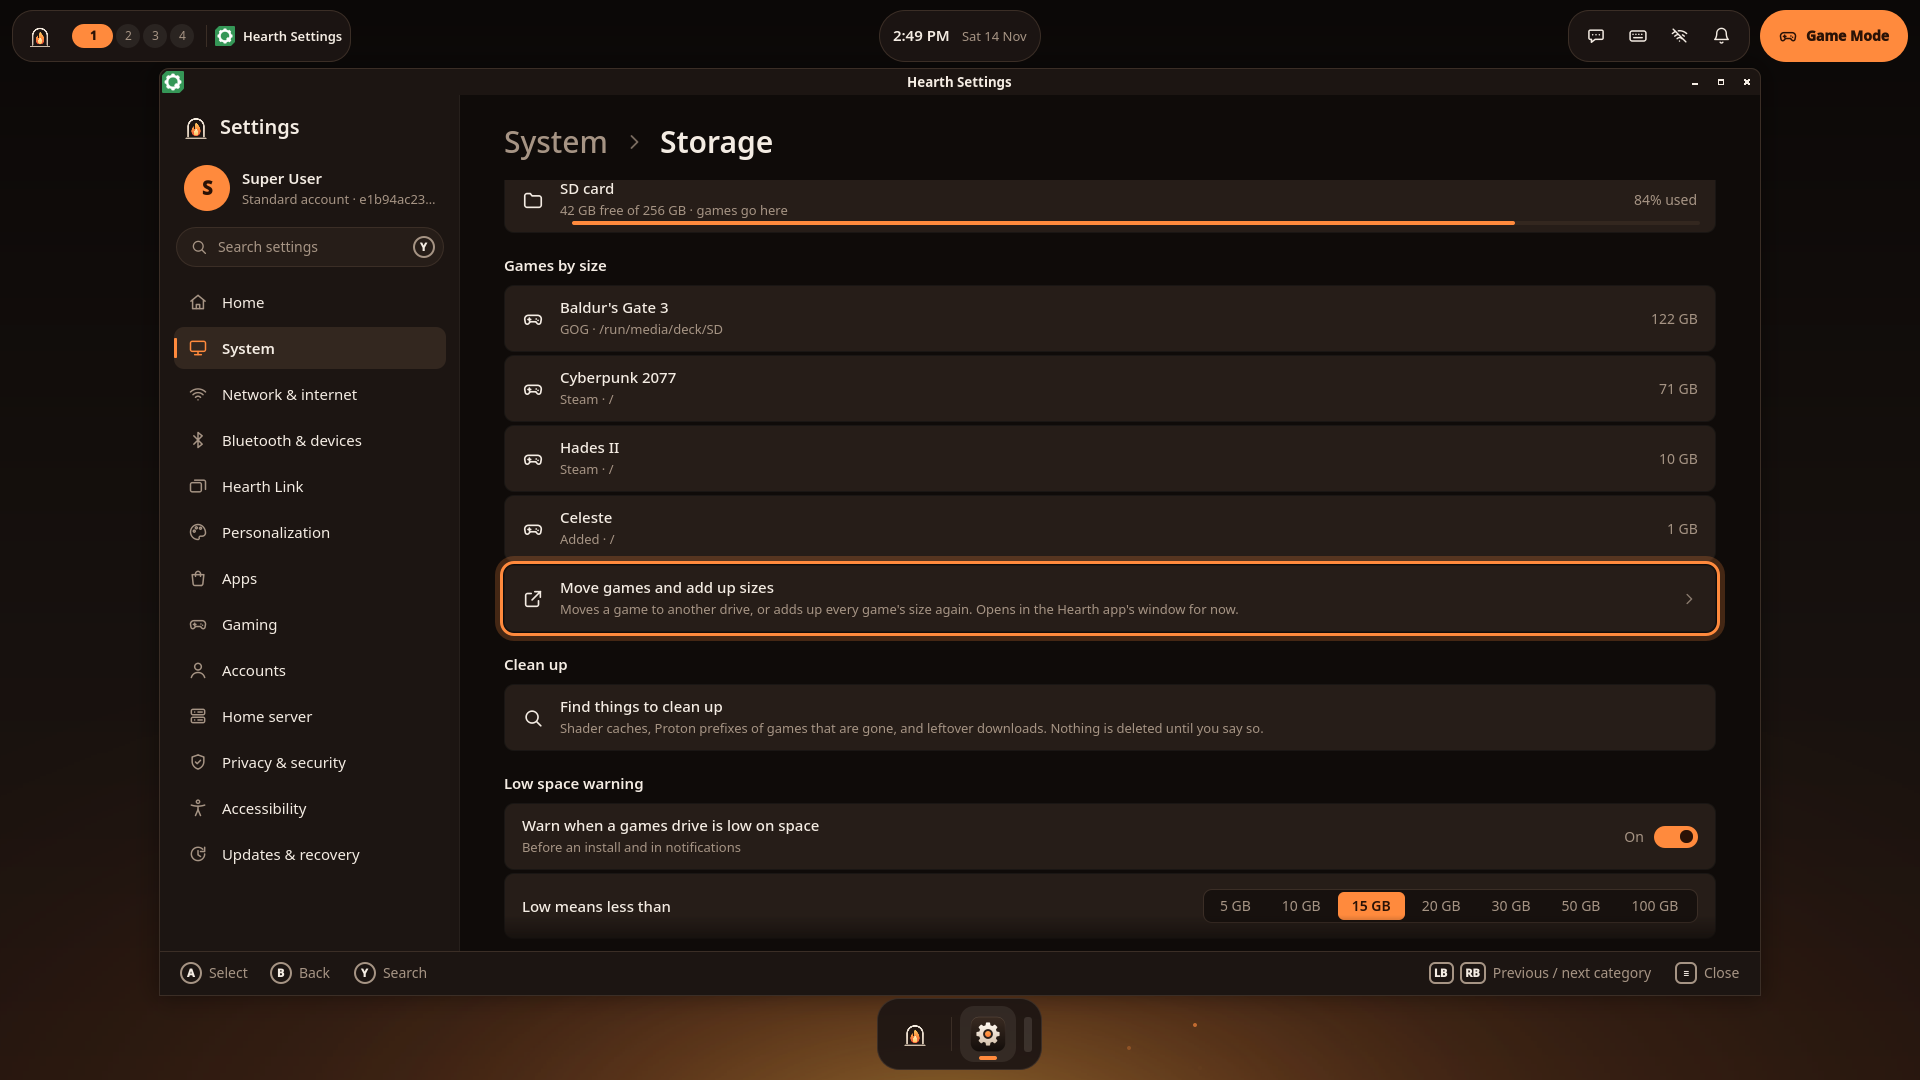 1 2 3 4 Hearth Settings
2:49 PM Sat 14 Nov
Game Mode
Hearth Settings
Settings
S
Super User
Standard account · e1b94ac23...
Search settings Y
Home
System
Network & internet
Bluetooth & devices
Hearth Link
Personalization
Apps
Gaming
Accounts
Home server
Privacy & security
Accessibility
Updates & recovery
System > Storage
SD card
42 GB free of 256 GB · games go here
84% used
Games by size
Baldur's Gate 3
GOG · /run/media/deck/SD
122 GB
Cyberpunk 2077
Steam · /
71 GB
Hades II
Steam · /
10 GB
Celeste
Added · /
1 GB
Move games and add up sizes
Moves a game to another drive, or adds up every game's size again. Opens in the Hearth app's window for now.
Clean up
Find things to clean up
Shader caches, Proton prefixes of games that are gone, and leftover downloads. Nothing is deleted until you say so.
Low space warning
Warn when a games drive is low on space
Before an install and in notifications
On
Low means less than
5 GB 10 GB 15 GB 20 GB 30 GB 50 GB 100 GB
A Select B Back Y Search
LB RB Previous / next category ≡ Close